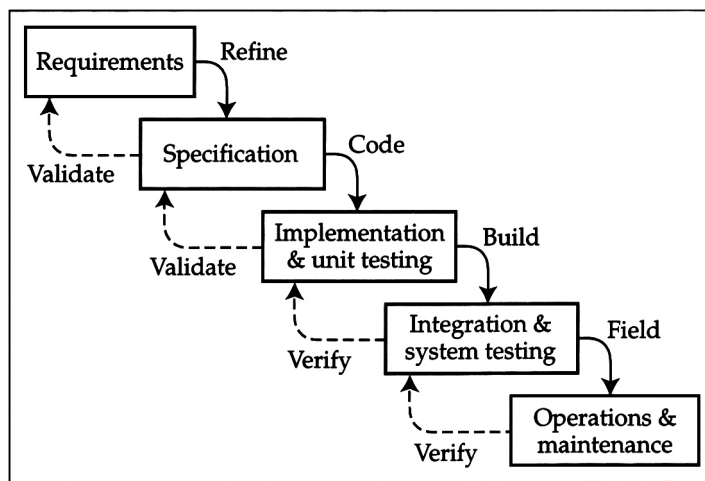 Requirements
Refine
Validate
Specification
Code
Validate
Implementation
& unit testing
Build
Verify
Integration &
system testing
Field
Verify
Operations &
maintenance